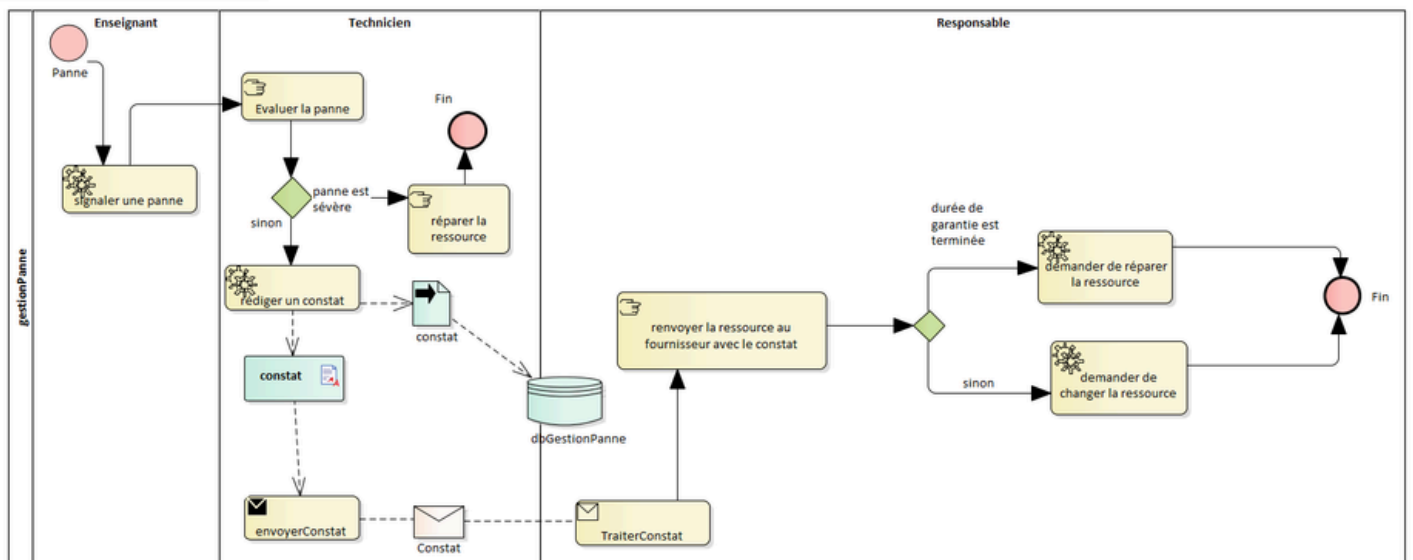 gestionPanne
Enseignant
Panne
signaler une panne
Technicien
Evaluer la panne
Fin
panne est
sévère
sinon
réparer la
ressource
rédiger un constat
constat
constat
dbGestionPanne
envoyerConstat
Constat
Responsable
TraiterConstat
renvoyer la ressource au
fournisseur avec le constat
durée de
garantie est
terminée
demander de réparer
la ressource
sinon
demander de
changer la ressource
Fin